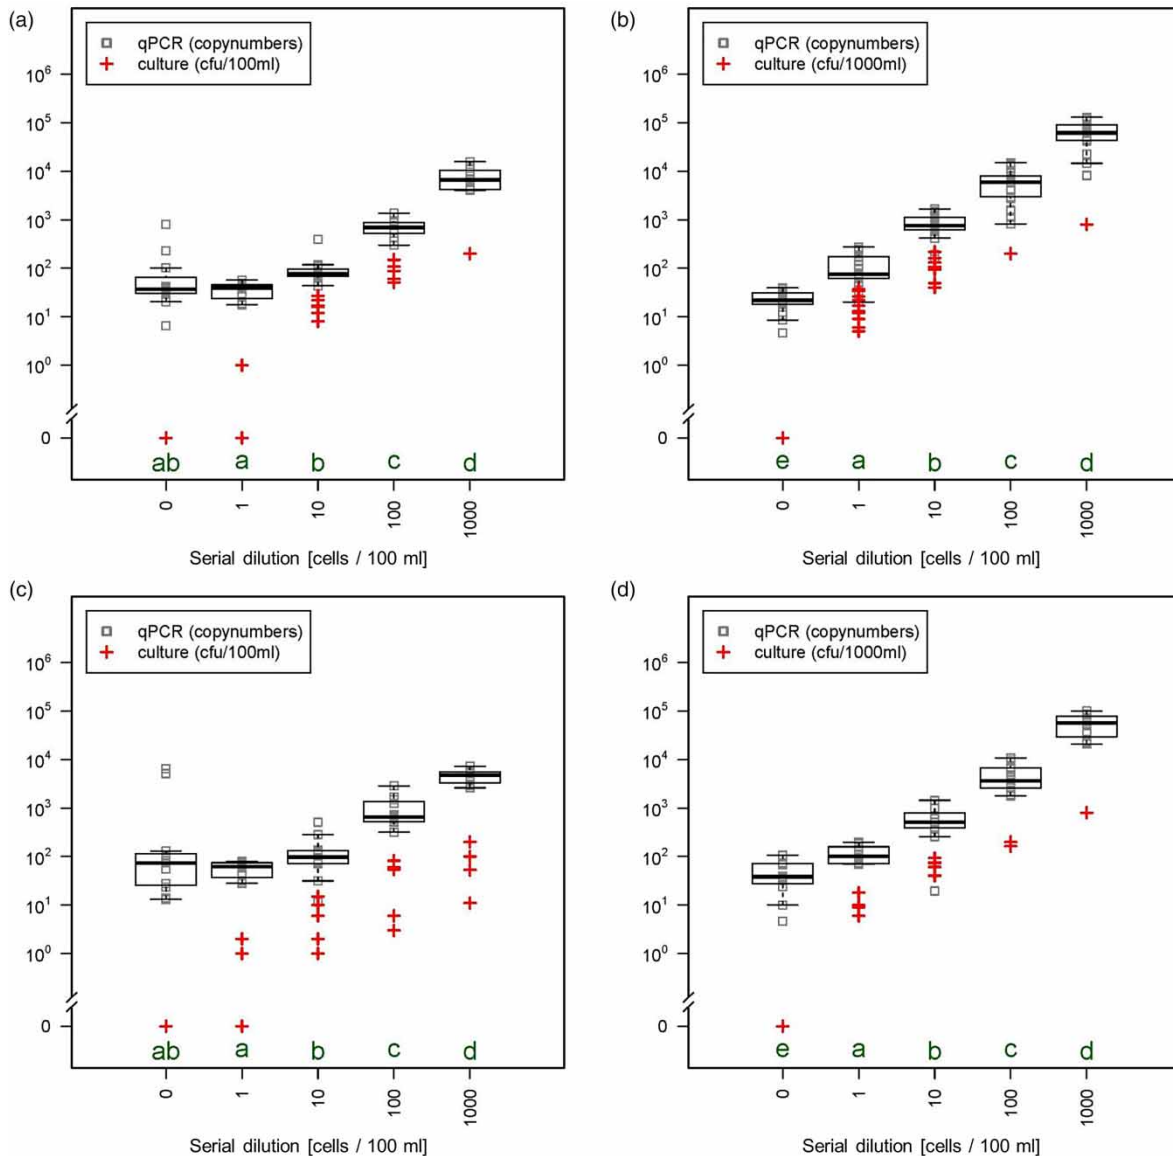 (a)
qPCR (copynumbers)
culture (cfu/100ml)
10^6
10^5
10^4
10^3
10^2
10^1
10^0
0
ab a b c d
0 1 10 100 1000
Serial dilution [cells / 100 ml]
(b)
qPCR (copynumbers)
culture (cfu/1000ml)
10^6
10^5
10^4
10^3
10^2
10^1
10^0
0
e a b c d
0 1 10 100 1000
Serial dilution [cells / 100 ml]
(c)
qPCR (copynumbers)
culture (cfu/100ml)
10^6
10^5
10^4
10^3
10^2
10^1
10^0
0
ab a b c d
0 1 10 100 1000
Serial dilution [cells / 100 ml]
(d)
qPCR (copynumbers)
culture (cfu/1000ml)
10^6
10^5
10^4
10^3
10^2
10^1
10^0
0
e a b c d
0 1 10 100 1000
Serial dilution [cells / 100 ml]